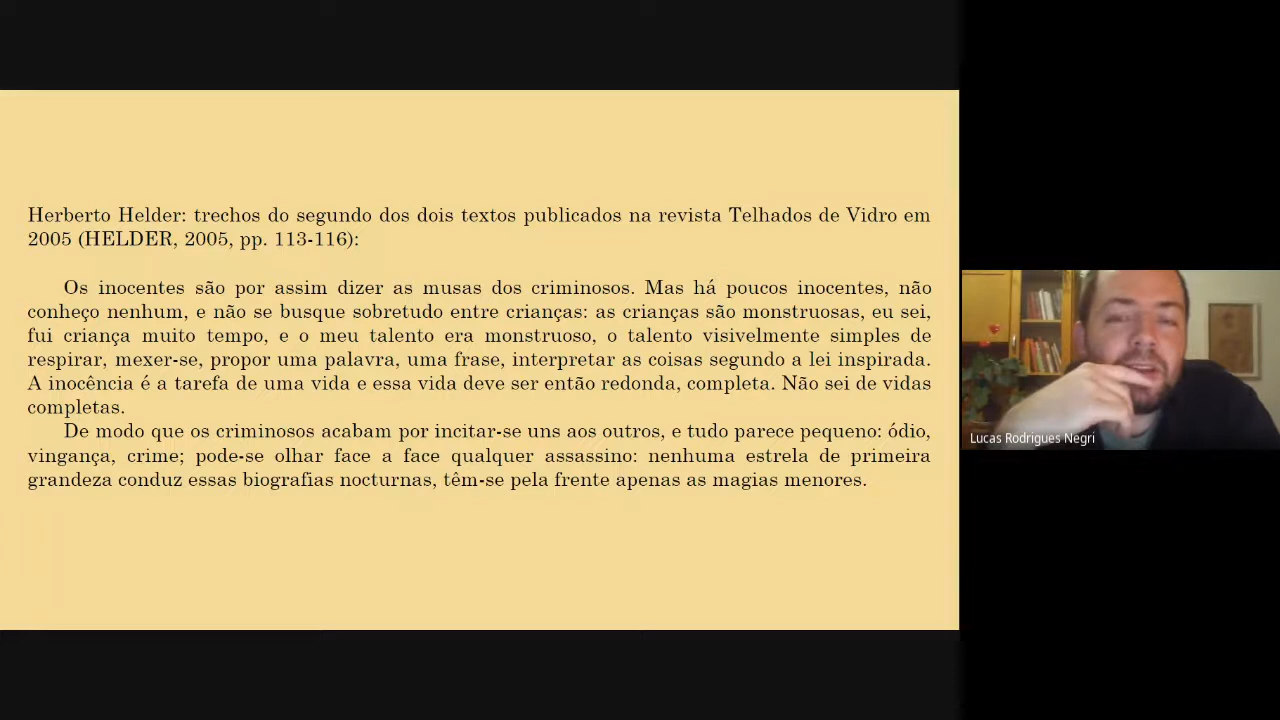 Herberto Helder: trechos do segundo dos dois textos publicados na revista Telhados de Vidro em
2005 (HELDER, 2005, pp. 113-116):
Os inocentes são por assim dizer as musas dos criminosos. Mas há poucos inocentes, não
conheço nenhum, e não se busque sobretudo entre crianças: as crianças são monstruosas, eu sei,
fui criança muito tempo, e o meu talento era monstruoso, o talento visivelmente simples de
respirar, mexer-se, propor uma palavra, uma frase, interpretar as coisas segundo a lei inspirada.
A inocência é a tarefa de uma vida e essa vida deve ser então redonda, completa. Não sei de vidas
completas.
De modo que os criminosos acabam por incitar-se uns aos outros, e tudo parece pequeno: ódio,
vingança, crime; pode-se olhar face a face qualquer assassino: nenhuma estrela de primeira
grandeza conduz essas biografias nocturnas, têm-se pela frente apenas as magias menores.
Lucas Rodrigues Negri